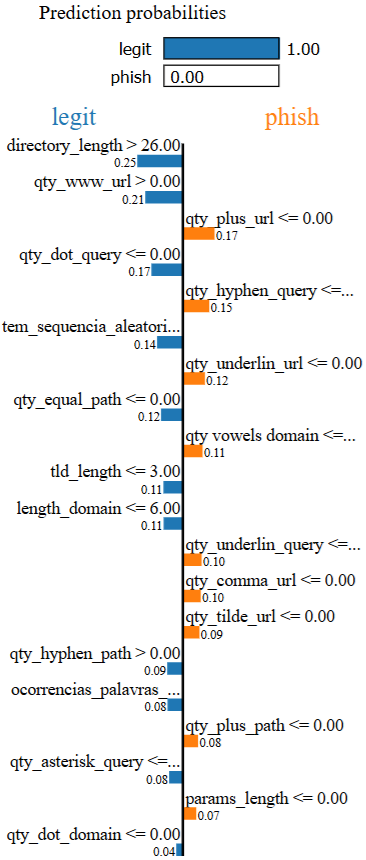 Prediction probabilities
legit 1.00
phish 0.00
legit phish
directory_length > 26.00
0.25
qty_www_url > 0.00
0.21
qty_plus_url <= 0.00
0.17
qty_dot_query <= 0.00
0.17
qty_hyphen_query <=...
0.15
tem_sequencia_aleatori...
0.14
qty_underlin_url <= 0.00
0.12
qty_equal_path <= 0.00
0.12
qty vowels domain <=...
0.11
tld_length <= 3.00
0.11
length_domain <= 6.00
0.11
qty_underlin_query <=...
0.10
qty_comma_url <= 0.00
0.10
qty_tilde_url <= 0.00
0.09
qty_hyphen_path > 0.00
0.09
ocorrencias_palavras_...
0.08
qty_plus_path <= 0.00
0.08
qty_asterisk_query <=...
0.08
params_length <= 0.00
0.07
qty_dot_domain <= 0.00
0.04